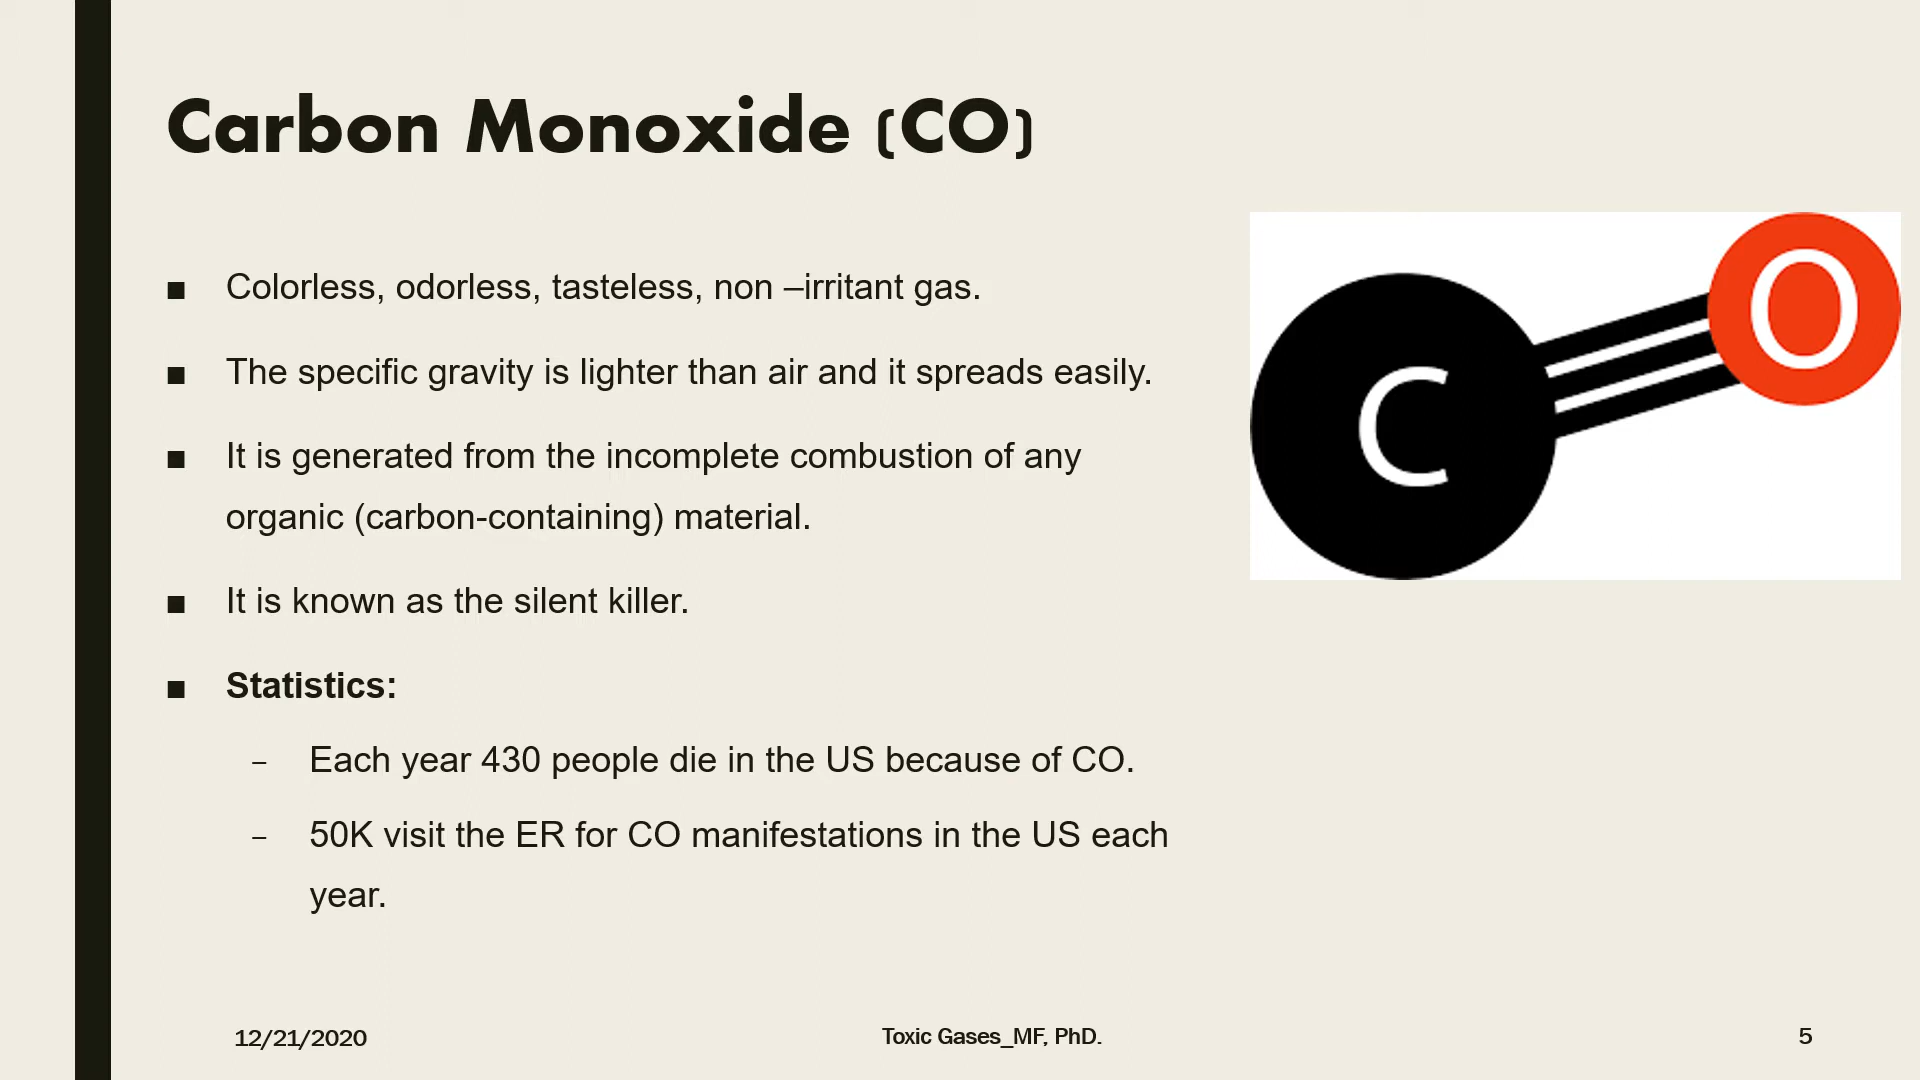 Carbon Monoxide (CO)
■ Colorless, odorless, tasteless, non –irritant gas.
■ The specific gravity is lighter than air and it spreads easily.
■ It is generated from the incomplete combustion of any
organic (carbon-containing) material.
■ It is known as the silent killer.
■ Statistics:
– Each year 430 people die in the US because of CO.
– 50K visit the ER for CO manifestations in the US each
year.
C
O
12/21/2020
Toxic Gases_MF, PhD.
5